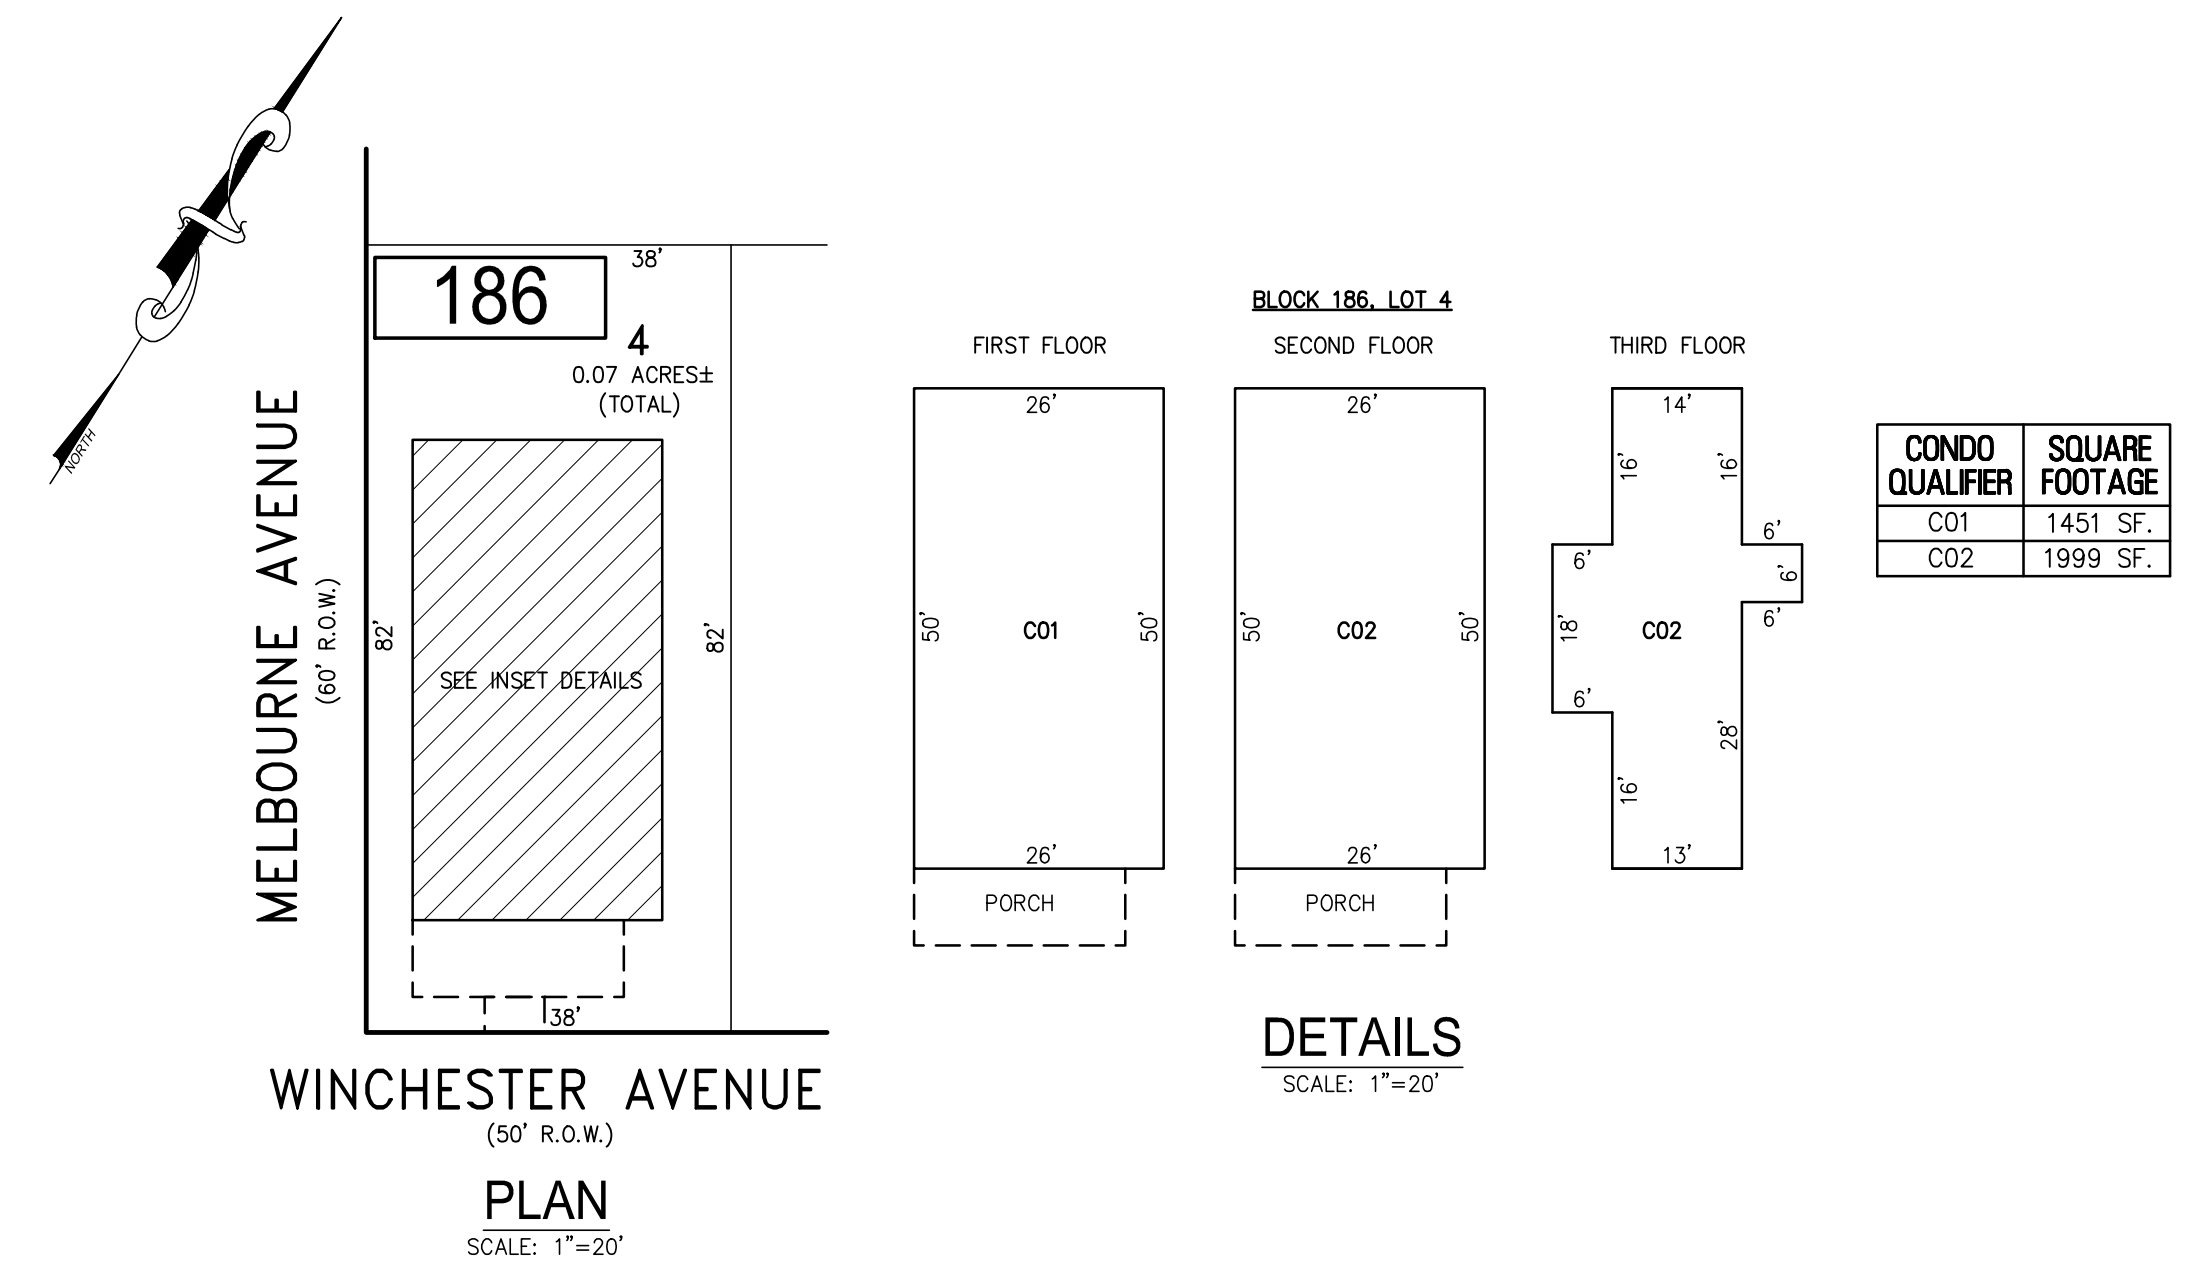 NORTH
MELBOURNE AVENUE
(60' R.O.W.)
38'
186
4
0.07 ACRES±
(TOTAL)
82'
82'
SEE INSET DETAILS
38'
WINCHESTER AVENUE
(50' R.O.W.)
PLAN
SCALE: 1"=20'
BLOCK 186, LOT 4
FIRST FLOOR
26'
50'
C01
50'
26'
PORCH
SECOND FLOOR
26'
50'
C02
50'
26'
PORCH
THIRD FLOOR
14'
16'
16'
6'
6'
6'
6'
18'
C02
6'
28'
16'
13'
DETAILS
SCALE: 1"=20'
CONDO QUALIFIER
SQUARE FOOTAGE
C01 1451 SF.
C02 1999 SF.